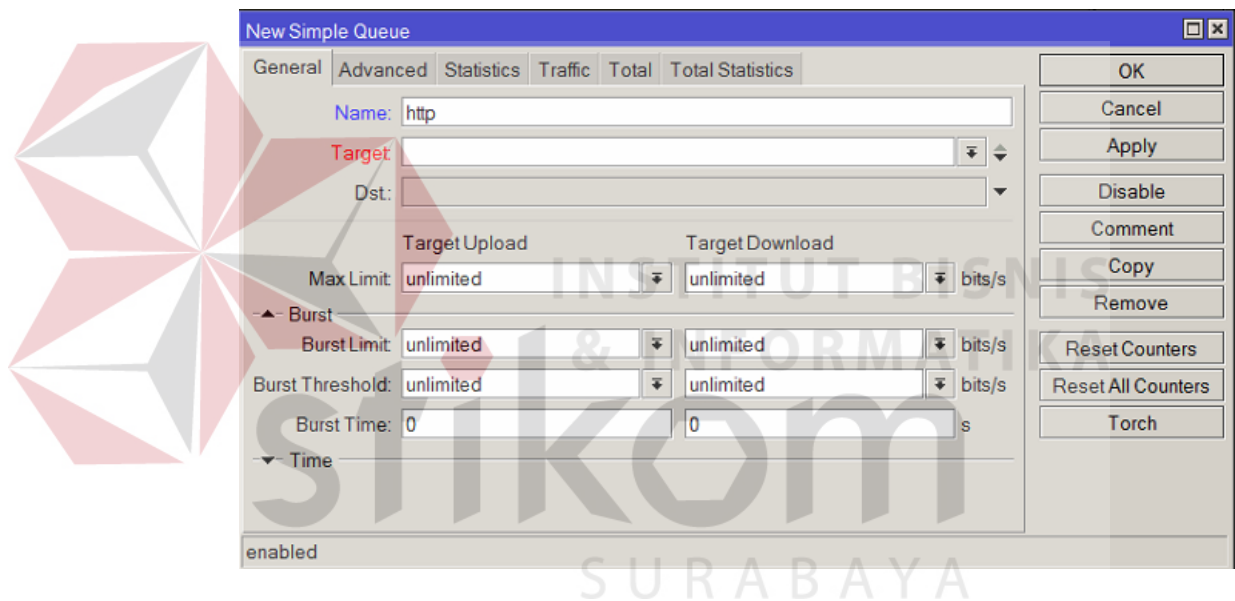 New Simple Queue
General Advanced Statistics Traffic Total Total Statistics
Name: http
Target:
Dst.:
Target Upload Target Download
Max Limit: unlimited unlimited bits/s
Burst
Burst Limit: unlimited unlimited bits/s
Burst Threshold: unlimited unlimited bits/s
Burst Time: 0 0 s
Time
enabled
OK
Cancel
Apply
Disable
Comment
Copy
Remove
Reset Counters
Reset All Counters
Torch
INSTITUT BISNIS
& INFORMATIKA
stikom
SURABAYA